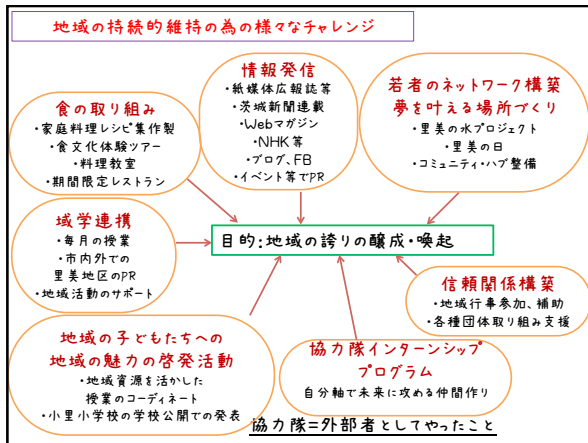 地域の持続的維持の為の様々なチャレンジ
食の取り組み
・家庭料理レシピ集作製
・食文化体験ツアー
・料理教室
・期間限定レストラン
情報発信
・紙媒体広報誌等
・茨城新聞連載
・Webマガジン
・NHK等
・ブログ、FB
・イベント等でPR
若者のネットワーク構築
夢を叶える場所づくり
・里美の水プロジェクト
・里美の日
・コミュニティ・ハブ整備
域学連携
・毎月の授業
・市内外での
里美地区のPR
・地域活動のサポート
目的:地域の誇りの醸成・喚起
信頼関係構築
・地域行事参加、補助
・各種団体取り組み支援
地域の子どもたちへの
地域の魅力の啓発活動
・地域資源を活かした
授業のコーディネート
・小里小学校の学校公開での発表
協力隊インターンシップ
プログラム
自分軸で未来に攻める仲間作り
協力隊=外部者としてやったこと